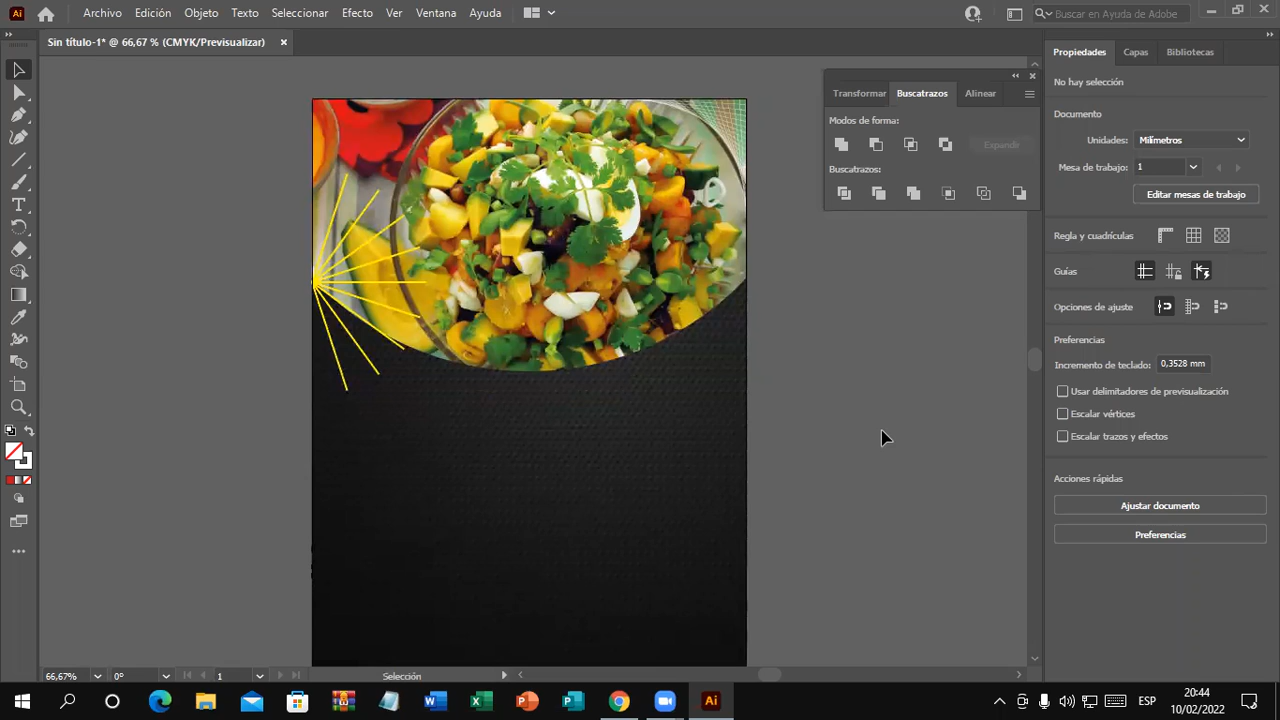 Ai Archivo Edición Objeto Texto Seleccionar Efecto Ver Ventana Ayuda Buscar en Ayuda de Adobe
Sin título-1* @ 66,67 % (CMYK/Previsualizar)
Transformar Buscatrazos Alinear
Modos de forma:
Expandir
Buscatrazos:
Propiedades Capas Bibliotecas
No hay selección
Documento
Unidades: Milímetros
Mesa de trabajo: 1
Editar mesas de trabajo
Regla y cuadrículas
Guías
Opciones de ajuste
Preferencias
Incremento de teclado: 0,3528 mm
Usar delimitadores de previsualización
Escalar vértices
Escalar trazos y efectos
Acciones rápidas
Ajustar documento
Preferencias
66,67% 0° 1 Selección
ESP
20:44
10/02/2022